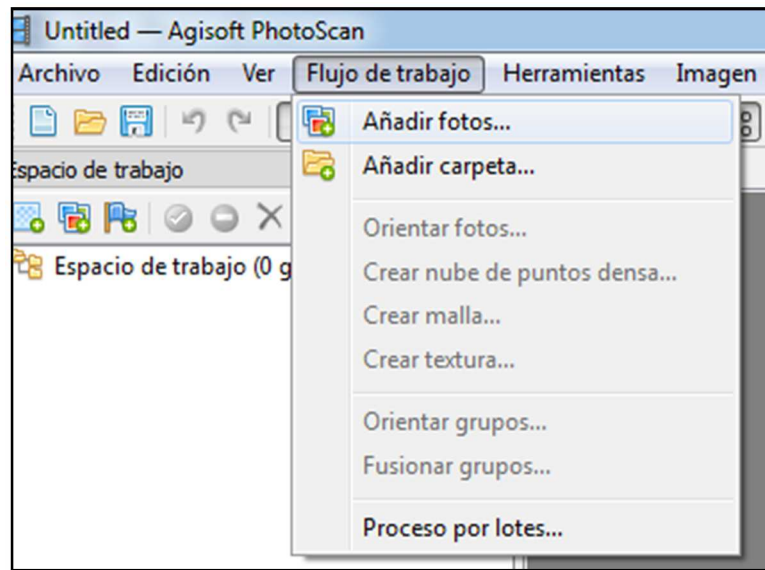 Untitled — Agisoft PhotoScan
Archivo Edición Ver Flujo de trabajo Herramientas Imagen
Añadir fotos...
Espacio de trabajo
Añadir carpeta...
Orientar fotos...
Espacio de trabajo (0 g
Crear nube de puntos densa...
Crear malla...
Crear textura...
Orientar grupos...
Fusionar grupos...
Proceso por lotes...